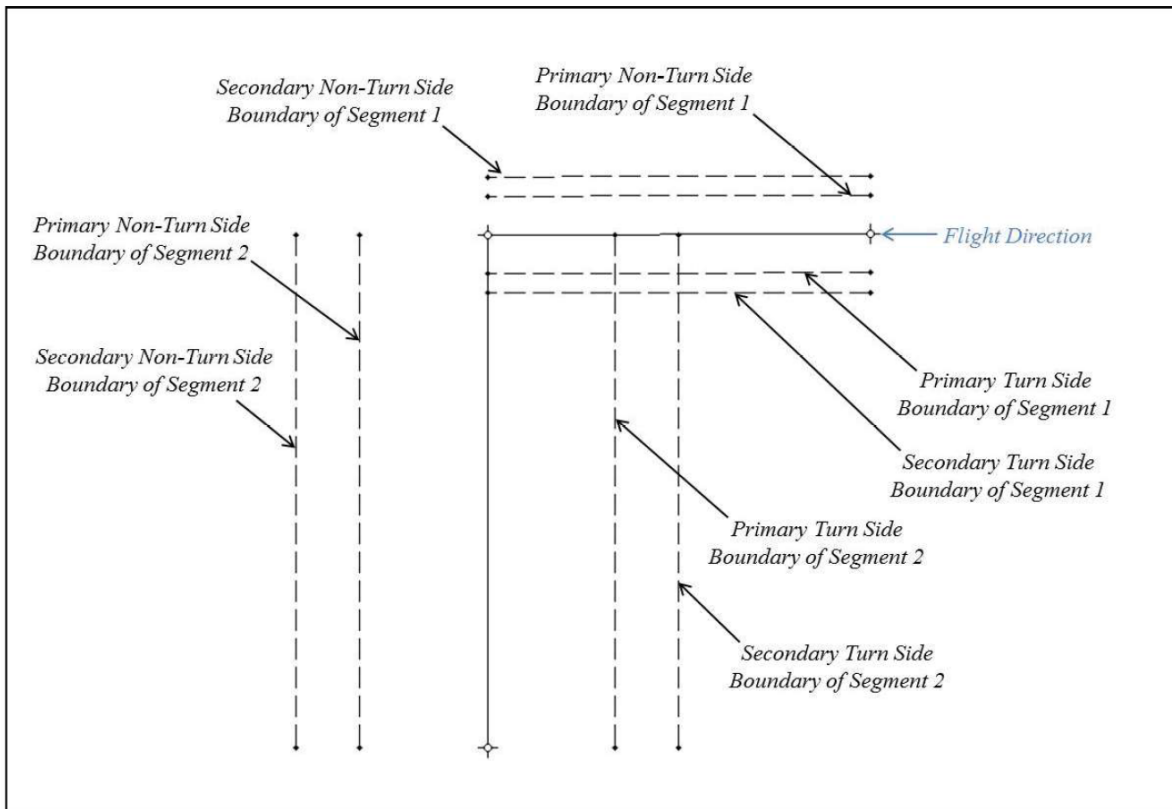 Secondary Non-Turn Side
Boundary of Segment 1
Primary Non-Turn Side
Boundary of Segment 1
Primary Non-Turn Side
Boundary of Segment 2
Flight Direction
Secondary Non-Turn Side
Boundary of Segment 2
Primary Turn Side
Boundary of Segment 1
Secondary Turn Side
Boundary of Segment 1
Primary Turn Side
Boundary of Segment 2
Secondary Turn Side
Boundary of Segment 2